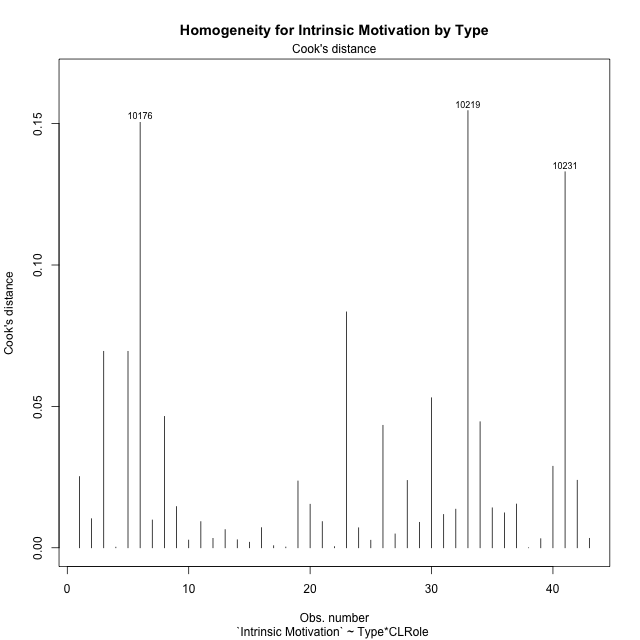 Homogeneity for Intrinsic Motivation by Type
Cook's distance
10176
10219
10231
0.15
0.10
0.05
0.00
Cook's distance
0 10 20 30 40
Obs. number
`Intrinsic Motivation` ~ Type*CLRole